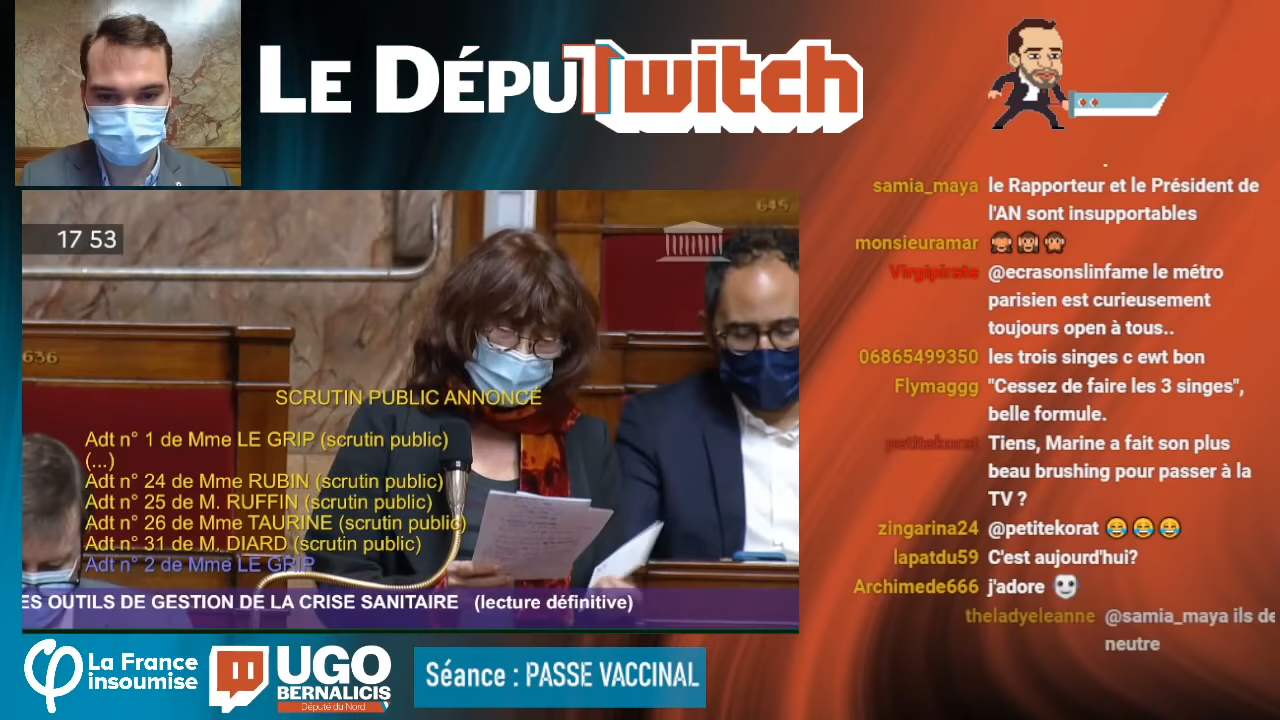 LE DÉPUTwitch
645
17 53
636
SCRUTIN PUBLIC ANNONCÉ
Adt n° 1 de Mme LE GRIP (scrutin public)
(...)
Adt n° 24 de Mme RUBIN (scrutin public)
Adt n° 25 de M. RUFFIN (scrutin public)
Adt n° 26 de Mme TAURINE (scrutin public)
Adt n° 31 de M. DIARD (scrutin public)
Adt n° 2 de Mme LE GRIP
ES OUTILS DE GESTION DE LA CRISE SANITAIRE (lecture définitive)
La France
insoumise
UGO
BERNALICIS
Député du Nord
Séance : PASSE VACCINAL
samia_maya le Rapporteur et le Président de
l'AN sont insupportables
monsieuramar 🙈 🙉 🙊
Virgipirate @ecrasonslinfame le métro
parisien est curieusement
toujours open à tous..
06865499350 les trois singes c ewt bon
Flymaggg "Cessez de faire les 3 singes",
belle formule.
petitekorat Tiens, Marine a fait son plus
beau brushing pour passer à la
TV ?
zingarina24 @petitekorat 😂 😂 😂
lapatdu59 C'est aujourd'hui?
Archimede666 j'adore
theladyeleanne @samia_maya ils de
neutre